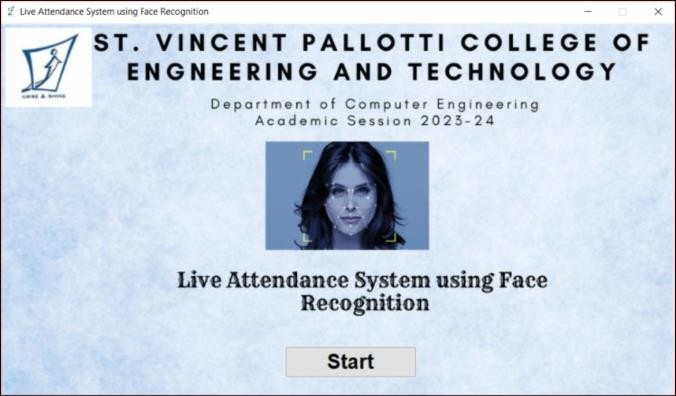 Live Attendance System using Face Recognition
ST. VINCENT PALLOTTI COLLEGE OF
ENGNEERING AND TECHNOLOGY
Department of Computer Engineering
Academic Session 2023-24
ARISE & SHINE
Live Attendance System using Face
Recognition
Start